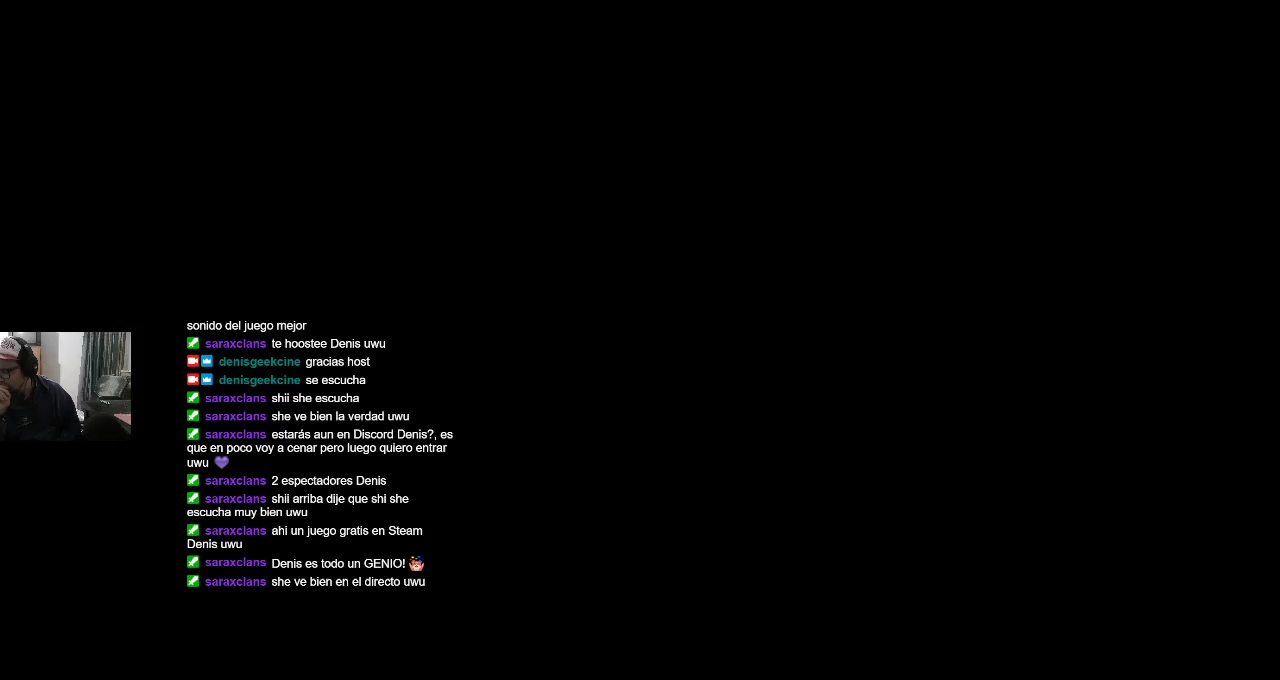 sonido del juego mejor
saraxclans te hoostee Denis uwu
denisgeekcine gracias host
denisgeekcine se escucha
saraxclans shii she escucha
saraxclans she ve bien la verdad uwu
saraxclans estarás aun en Discord Denis?, es
que en poco voy a cenar pero luego quiero entrar
uwu
saraxclans 2 espectadores Denis
saraxclans shii arriba dije que shi she
escucha muy bien uwu
saraxclans ahi un juego gratis en Steam
Denis uwu
saraxclans Denis es todo un GENIO!
saraxclans she ve bien en el directo uwu